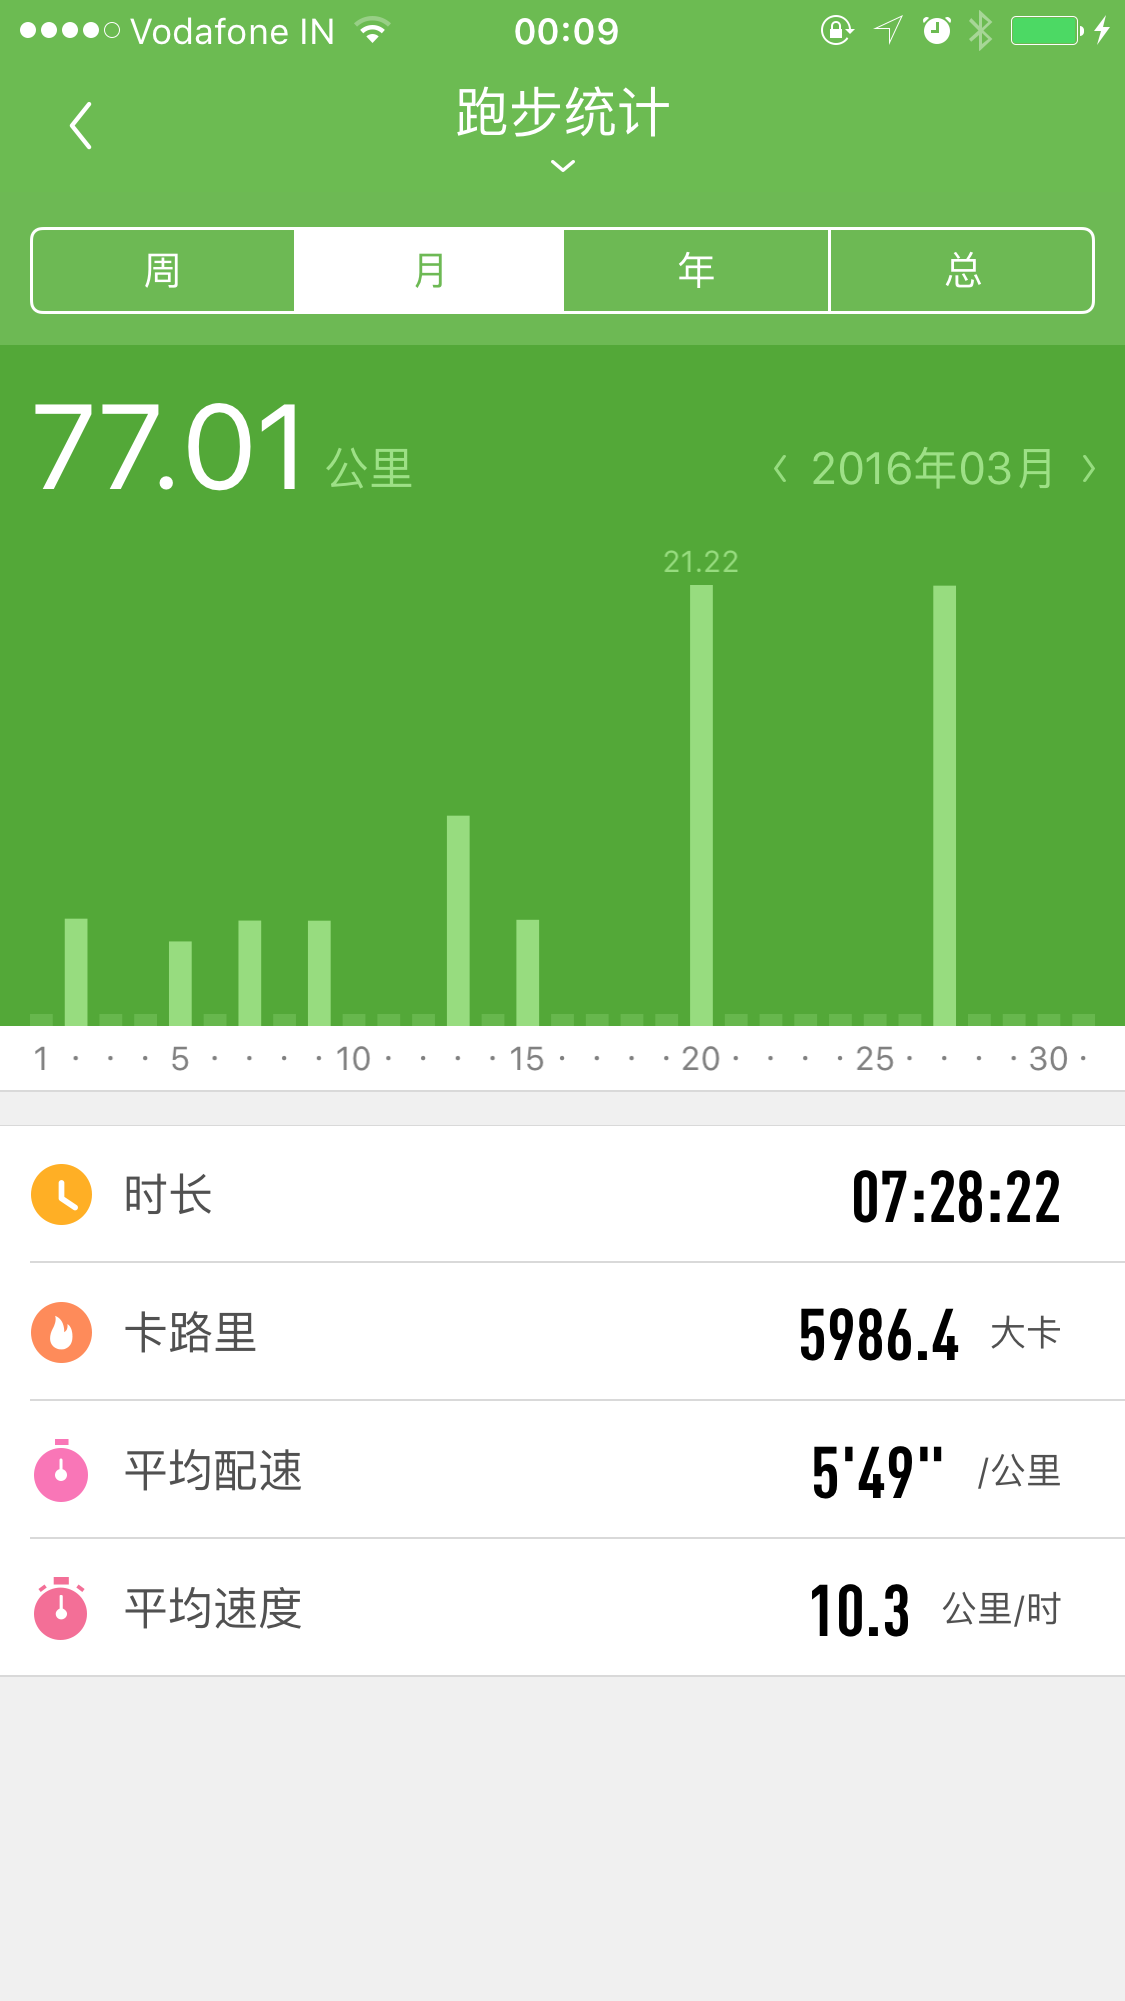 Vodafone IN 00:09
跑步统计
周 月 年 总
77.01 公里 2016年03月
21.22
1 · · · 5 · · · · 10 · · · · 15 · · · · 20 · · · · 25 · · · · 30 ·
时长 07:28:22
卡路里 5986.4 大卡
平均配速 5'49" /公里
平均速度 10.3 公里/时